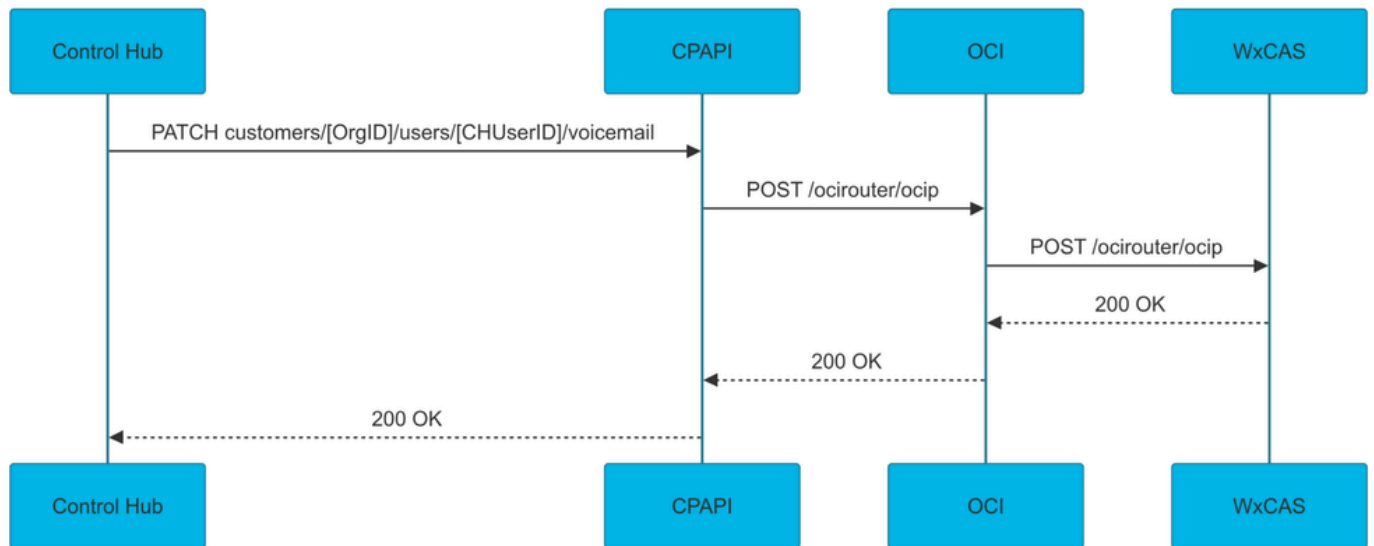 Control Hub
CPAPI
OCI
WxCAS
PATCH customers/[OrgID]/users/[CHUserID]/voicemail
POST /ocirouter/ocip
POST /ocirouter/ocip
200 OK
200 OK
200 OK
Control Hub
CPAPI
OCI
WxCAS